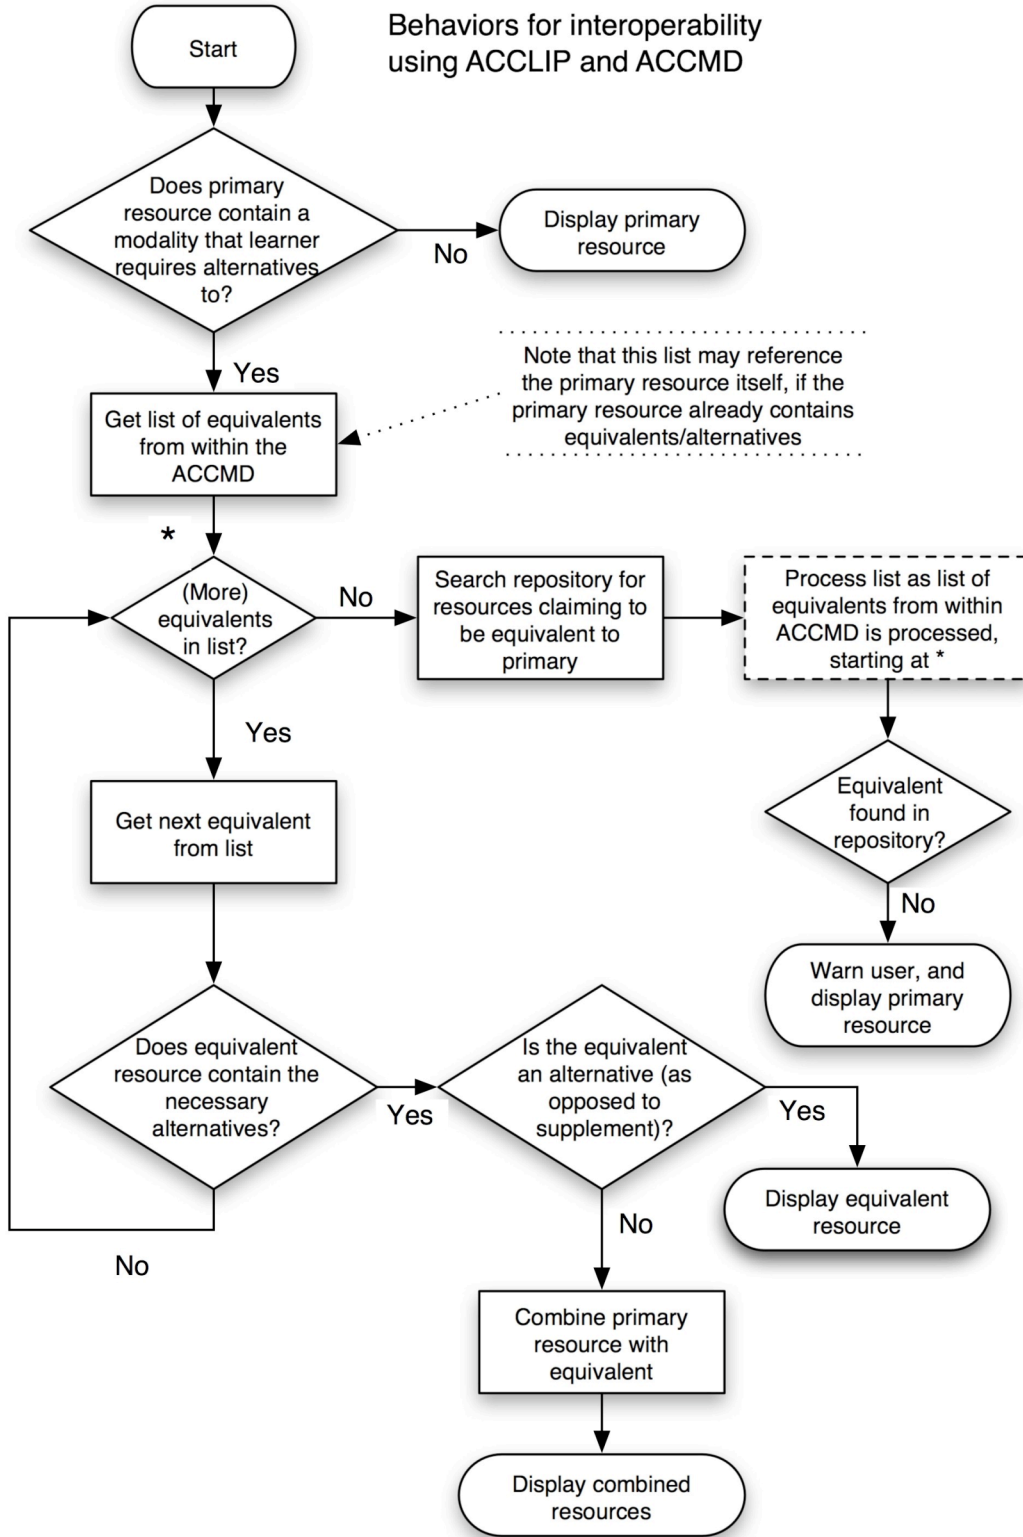 Behaviors for interoperability
using ACCLIP and ACCMD
Start
Does primary
resource contain a
modality that learner
requires alternatives
to?
No
Display primary
resource
Yes
Note that this list may reference
the primary resource itself, if the
primary resource already contains
equivalents/alternatives
Get list of equivalents
from within the
ACCMD
*
(More)
equivalents
in list?
No
Search repository for
resources claiming to
be equivalent to
primary
Process list as list of
equivalents from within
ACCMD is processed,
starting at *
Yes
Get next equivalent
from list
Equivalent
found in
repository?
No
Warn user, and
display primary
resource
Does equivalent
resource contain the
necessary
alternatives?
Yes
Is the equivalent
an alternative (as
opposed to
supplement)?
Yes
Display equivalent
resource
No
No
Combine primary
resource with
equivalent
Display combined
resources